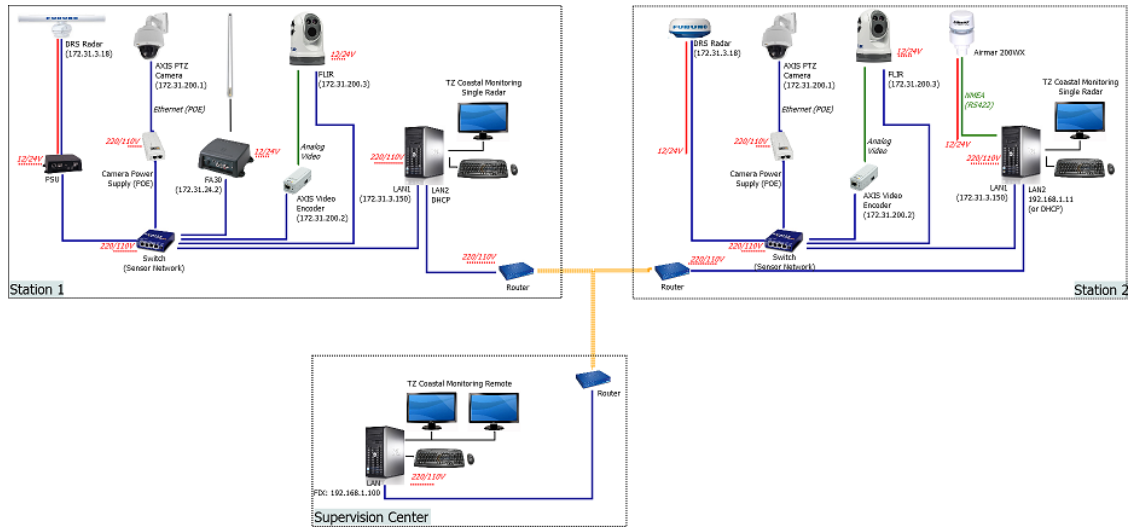 FURUNO
DRS Radar
(172.31.3.18)
AXIS PTZ
Camera
(172.31.200.1)
12/24V
FLIR
(172.31.200.3)
TZ Coastal Monitoring
Single Radar
Ethernet (POE)
220/110V
12/24V
PSU
Camera Power
Supply (POE)
12/24V
FA30
(172.31.24.2)
Analog
Video
AXIS Video
Encoder
(172.31.200.2)
220/110V
LAN1
(172.31.3.150)
LAN2
DHCP
220/110V
Switch
(Sensor Network)
220/110V
Router
Station 1
FURUNO
DRS Radar
(172.31.3.18)
AXIS PTZ
Camera
(172.31.200.1)
12/24V
FLIR
(172.31.200.3)
Airmar 200WX
TZ Coastal Monitoring
Single Radar
Ethernet (POE)
NMEA
(RS422)
220/110V
12/24V
Camera Power
Supply (POE)
Analog
Video
AXIS Video
Encoder
(172.31.200.2)
12/24V
220/110V
LAN1
(172.31.3.150)
LAN2
192.168.1.11
(or DHCP)
220/110V
Switch
(Sensor Network)
220/110V
Router
Station 2
Router
TZ Coastal Monitoring Remote
220/110V
LAN
FIX: 192.168.1.100
Supervision Center